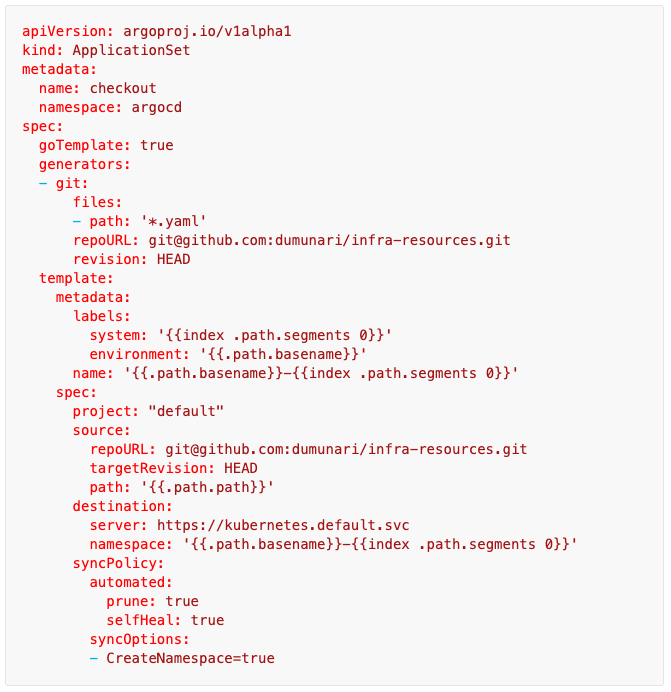 apiVersion: argoproj.io/v1alpha1
kind: ApplicationSet
metadata:
  name: checkout
  namespace: argocd
spec:
  goTemplate: true
  generators:
  - git:
      files:
      - path: '*.yaml'
      repoURL: git@github.com:dumunari/infra-resources.git
      revision: HEAD
  template:
    metadata:
      labels:
        system: '{{index .path.segments 0}}'
        environment: '{{.path.basename}}'
      name: '{{.path.basename}}-{{index .path.segments 0}}'
    spec:
      project: "default"
      source:
        repoURL: git@github.com:dumunari/infra-resources.git
        targetRevision: HEAD
        path: '{{.path.path}}'
      destination:
        server: https://kubernetes.default.svc
        namespace: '{{.path.basename}}-{{index .path.segments 0}}'
      syncPolicy:
        automated:
          prune: true
          selfHeal: true
        syncOptions:
        - CreateNamespace=true